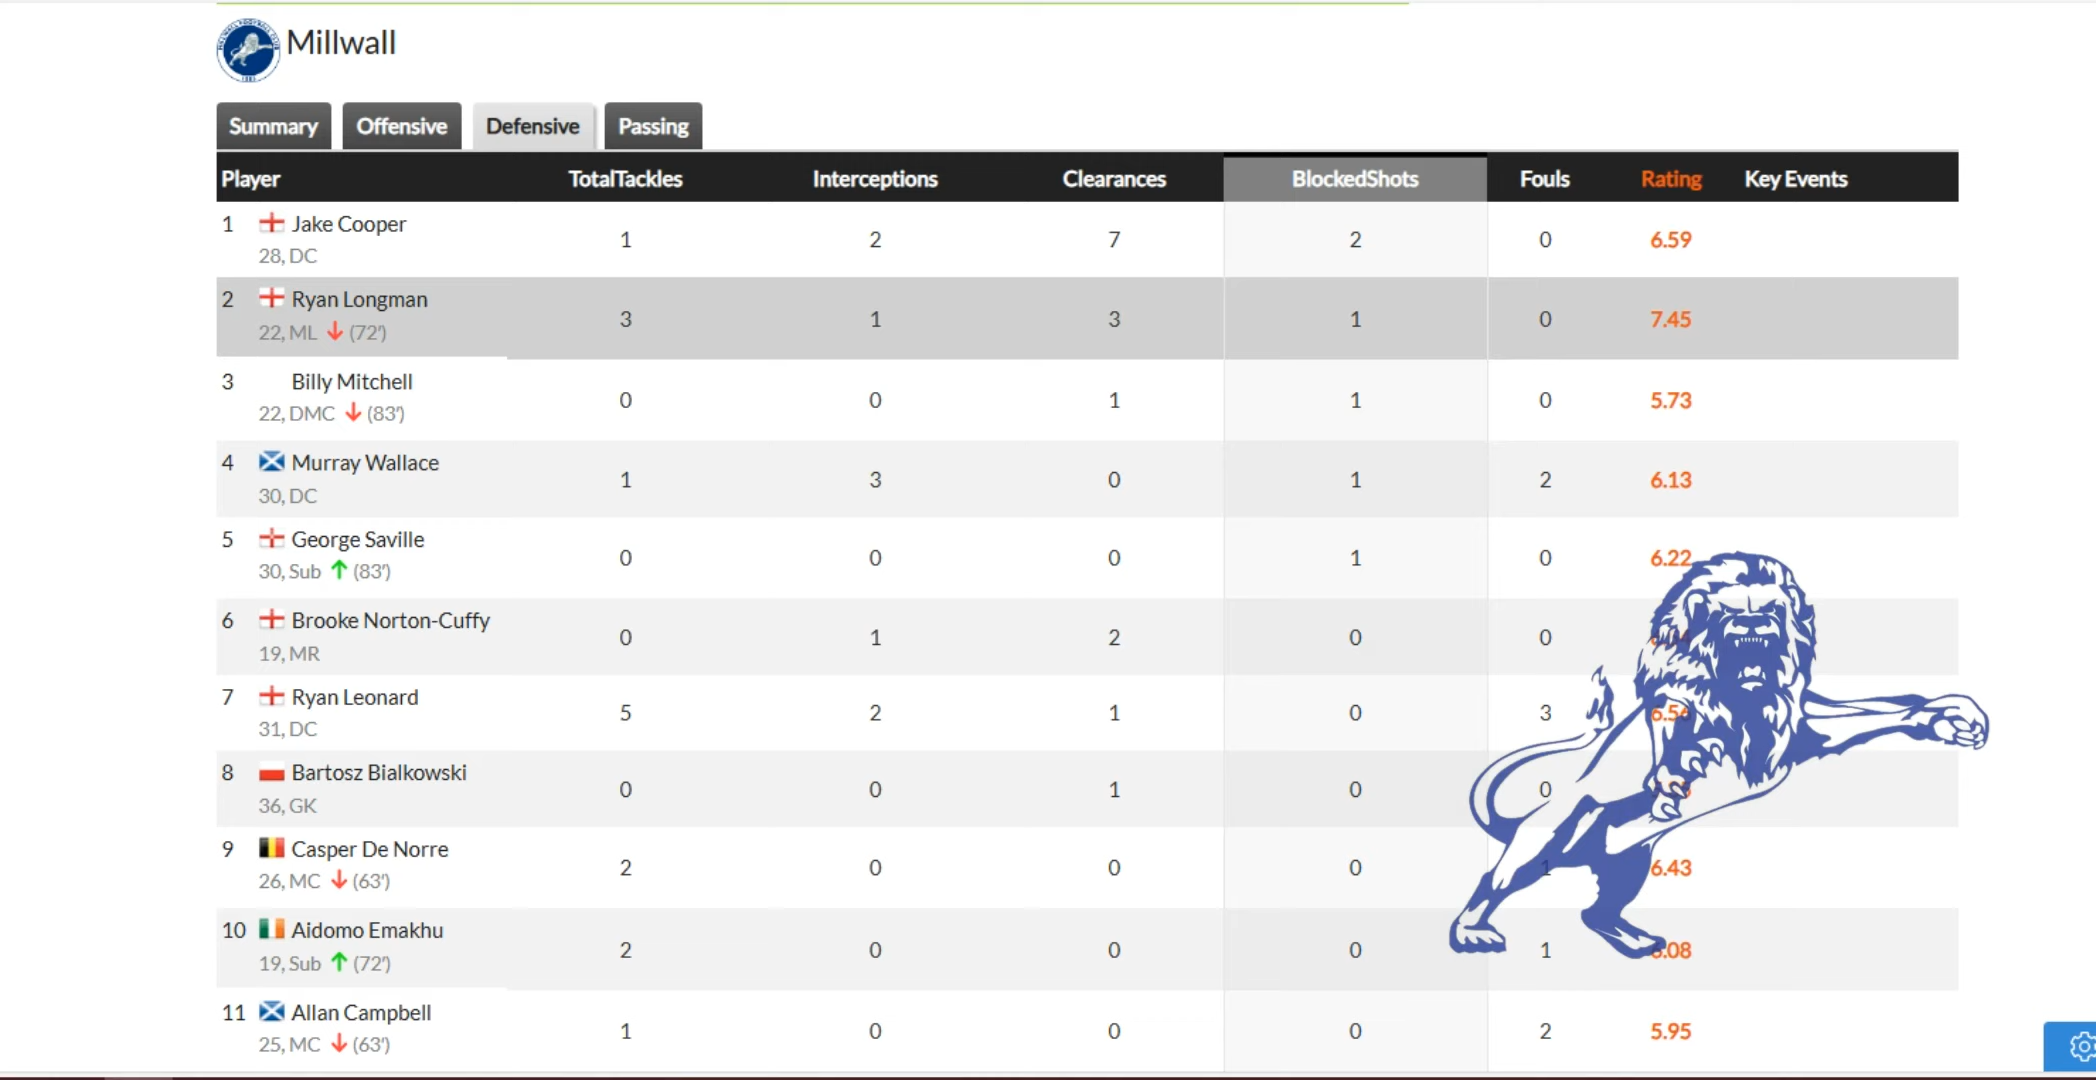 Millwall
Summary Offensive Defensive Passing
Player TotalTackles Interceptions Clearances BlockedShots Fouls Rating Key Events
1 Jake Cooper 1 2 7 2 0 6.59
28, DC
2 Ryan Longman 3 1 3 1 0 7.45
22, ML (72')
3 Billy Mitchell 0 0 1 1 0 5.73
22, DMC (83')
4 Murray Wallace 1 3 0 1 2 6.13
30, DC
5 George Saville 0 0 0 1 0 6.22
30, Sub (83')
6 Brooke Norton-Cuffy 0 1 2 0 0
19, MR
7 Ryan Leonard 5 2 1 0 3 6.56
31, DC
8 Bartosz Bialkowski 0 0 1 0 0
36, GK
9 Casper De Norre 2 0 0 0 1 6.43
26, MC (63')
10 Aidomo Emakhu 2 0 0 0 1
19, Sub (72')
11 Allan Campbell 1 0 0 0 2 5.95
25, MC (63')